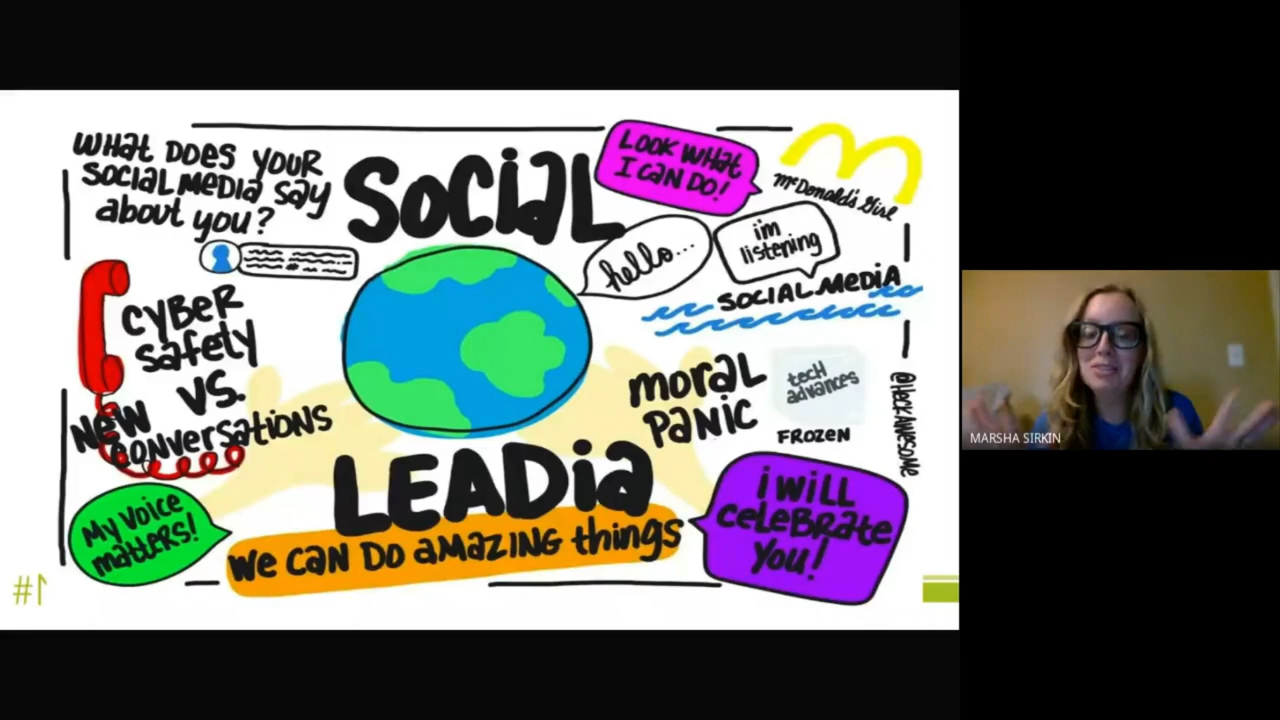 WHAT DOES YOUR
SOCIAL MEDIA SAY
about you?
SOCIAL
LOOK WHAT
I CAN DO!
McDonald's Girl
hello...
i'm
listening
SOCIAL MEDIA
CYBER
safety
VS.
NEW
CONVERSATIONS
moral
PANIC
tech
advances
FROZEN
@HeckAwesome
LEADia
We CAN DO aMAZING things
My Voice
matters!
i WILL
CELEBRATE
YOU!
#1
MARSHA SIRKIN